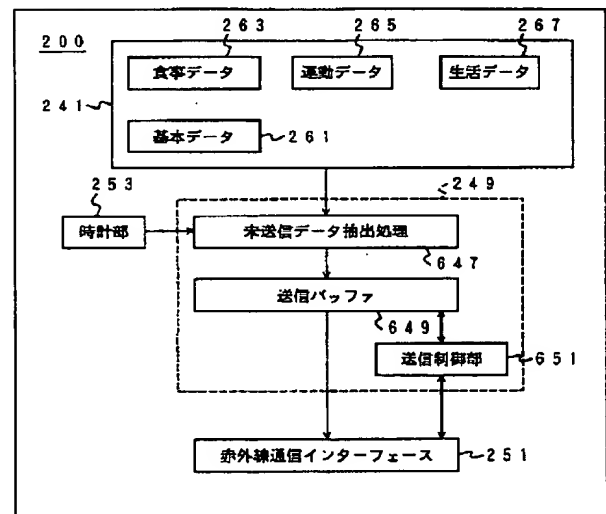 200
263 265 267
食事データ 運動データ 生活データ
241
基本データ 261
253 249
時計部 未送信データ抽出処理
647
送信バッファ
649
送信制御部 651
赤外線通信インターフェース 251